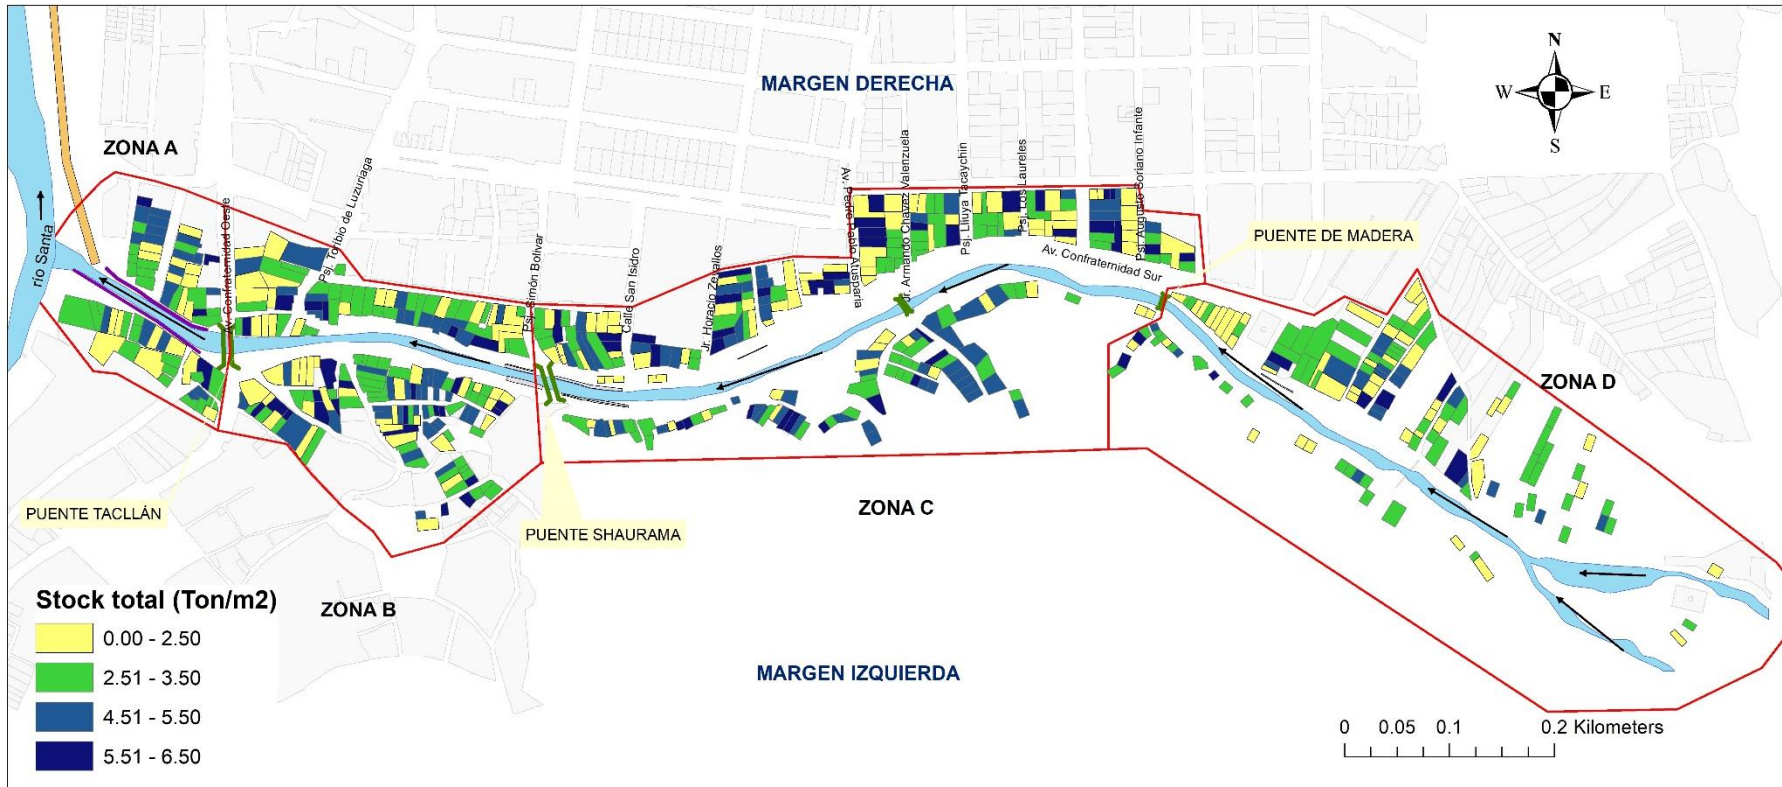 MARGEN DERECHA
N
W
E
S
ZONA A
río Santa
Av. Confraternidad Oeste
Psj. Toribio de Luzuriaga
Psj. Simón Bolívar
Calle San Isidro
Jr. Horacio Zevallos
Av. Pedro Pablo Atusparia
Jr. Armando Chavez Valenzuela
Psj. Lliuya Tacaychin
Psj. Los Laureles
Psj. Augusto Soriano Infante
Av. Confraternidad Sur
PUENTE DE MADERA
ZONA D
PUENTE TACLLÁN
PUENTE SHAURAMA
ZONA C
ZONA B
MARGEN IZQUIERDA
Stock total (Ton/m2)
0.00 - 2.50
2.51 - 3.50
4.51 - 5.50
5.51 - 6.50
0 0.05 0.1 0.2 Kilometers